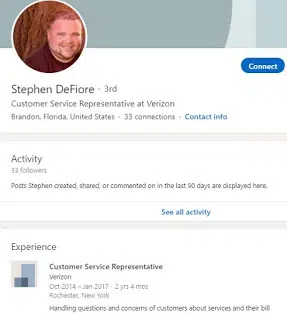 Connect
Stephen DeFiore · 3rd
Customer Service Representative at Verizon
Brandon, Florida, United States · 33 connections · Contact info
Activity
33 followers
Posts Stephen created, shared, or commented on in the last 90 days are displayed here.
See all activity
Experience
Customer Service Representative
Verizon
Oct 2014 – Jan 2017 · 2 yrs 4 mos
Rochester, New York
Handling questions and concerns of customers about services and their bill